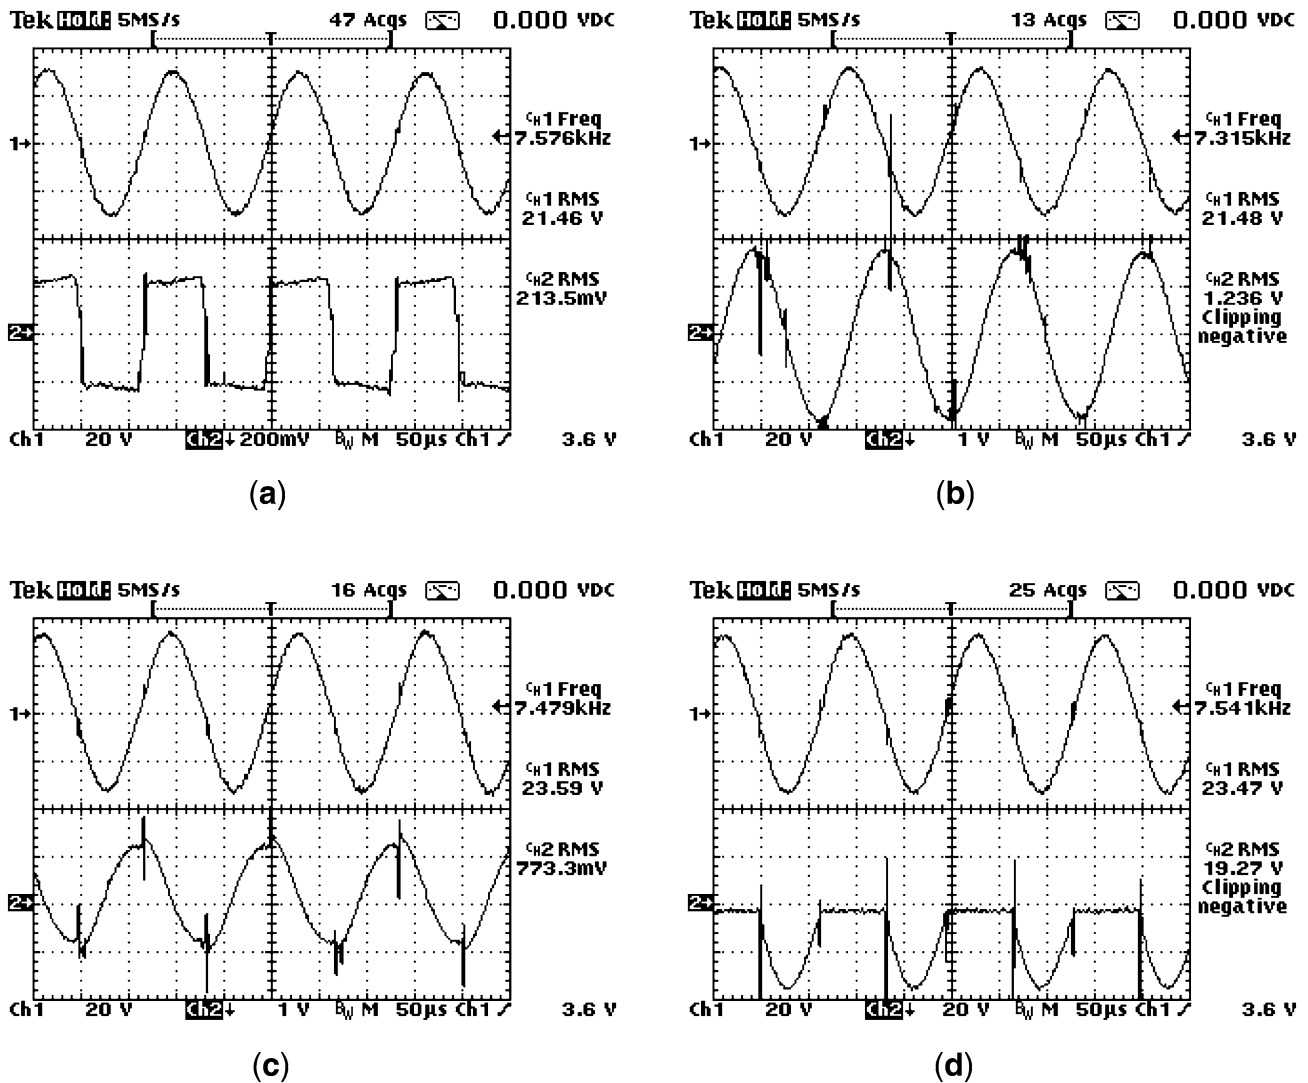 Tek Hold: 5MS/s 47 Acqs 0.000 VDC
T
1→
CH1 Freq
7.576kHz
CH1 RMS
21.46 V
CH2 RMS
213.5mV
2→
Ch1 20 V Ch2↓ 200mV BW M 50µs Ch1 ⌠ 3.6 V
(a)
Tek Hold: 5MS/s 13 Acqs 0.000 VDC
T
1→
CH1 Freq
7.315kHz
CH1 RMS
21.48 V
CH2 RMS
1.236 V
Clipping
negative
2→
Ch1 20 V Ch2↓ 1 V BW M 50µs Ch1 ⌠ 3.6 V
(b)
Tek Hold: 5MS/s 16 Acqs 0.000 VDC
T
1→
CH1 Freq
7.479kHz
CH1 RMS
23.59 V
CH2 RMS
773.3mV
2→
Ch1 20 V Ch2↓ 1 V BW M 50µs Ch1 ⌠ 3.6 V
(c)
Tek Hold: 5MS/s 25 Acqs 0.000 VDC
T
1→
CH1 Freq
7.541kHz
CH1 RMS
23.47 V
CH2 RMS
19.27 V
Clipping
negative
2→
Ch1 20 V Ch2↓ 20 V BW M 50µs Ch1 ⌠ 3.6 V
(d)